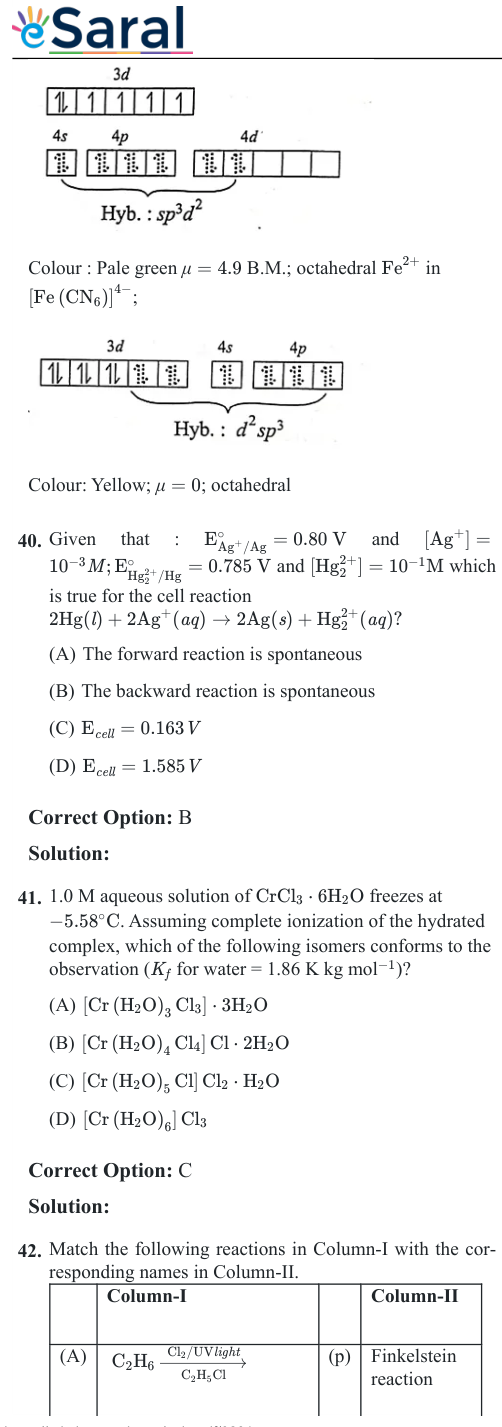 eSaral
3d
4s 4p 4d
Hyb. : sp³d²
Colour : Pale green μ = 4.9 B.M.; octahedral Fe²⁺ in
[Fe (CN₆)]⁴⁻;
3d 4s 4p
Hyb. : d²sp³
Colour: Yellow; μ = 0; octahedral
40. Given that : E°Ag⁺/Ag = 0.80 V and [Ag⁺] =
10⁻³M; E°Hg₂²⁺/Hg = 0.785 V and [Hg₂²⁺] = 10⁻¹M which
is true for the cell reaction
2Hg(l) + 2Ag⁺(aq) → 2Ag(s) + Hg₂²⁺(aq)?
(A) The forward reaction is spontaneous
(B) The backward reaction is spontaneous
(C) E_cell = 0.163 V
(D) E_cell = 1.585 V
Correct Option: B
Solution:
41. 1.0 M aqueous solution of CrCl₃ · 6H₂O freezes at
−5.58°C. Assuming complete ionization of the hydrated
complex, which of the following isomers conforms to the
observation (K_f for water = 1.86 K kg mol⁻¹)?
(A) [Cr (H₂O)₃ Cl₃] · 3H₂O
(B) [Cr (H₂O)₄ Cl₄] Cl · 2H₂O
(C) [Cr (H₂O)₅ Cl] Cl₂ · H₂O
(D) [Cr (H₂O)₆] Cl₃
Correct Option: C
Solution:
42. Match the following reactions in Column-I with the cor-
responding names in Column-II.
Column-I Column-II
(A) C₂H₆ Cl₂/UV light → C₂H₅Cl (p) Finkelstein
reaction